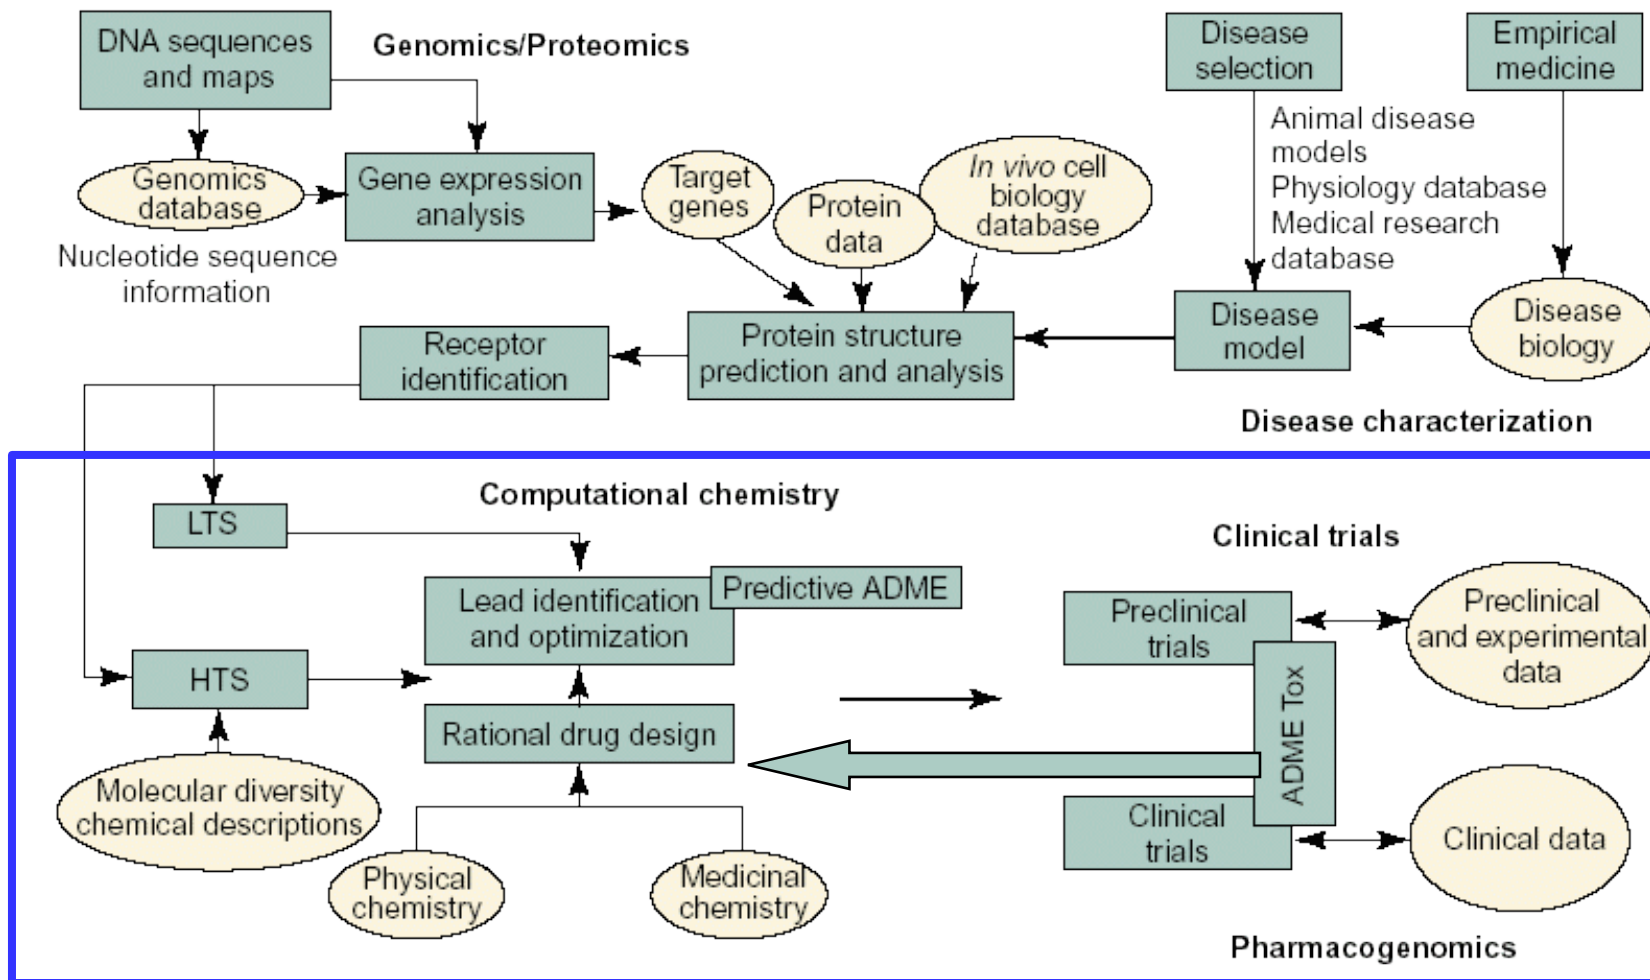 DNA sequences
and maps
Genomics/Proteomics
Disease
selection
Empirical
medicine
Animal disease
models
Physiology database
Medical research
database
Genomics
database
Gene expression
analysis
Target
genes
Protein
data
In vivo cell
biology
database
Nucleotide sequence
information
Receptor
identification
Protein structure
prediction and analysis
Disease
model
Disease
biology
Disease characterization
Computational chemistry
LTS
Clinical trials
Lead identification
and optimization
Predictive ADME
Preclinical
trials
Preclinical
and experimental
data
HTS
Rational drug design
ADME Tox
Molecular diversity
chemical descriptions
Clinical
trials
Clinical data
Physical
chemistry
Medicinal
chemistry
Pharmacogenomics